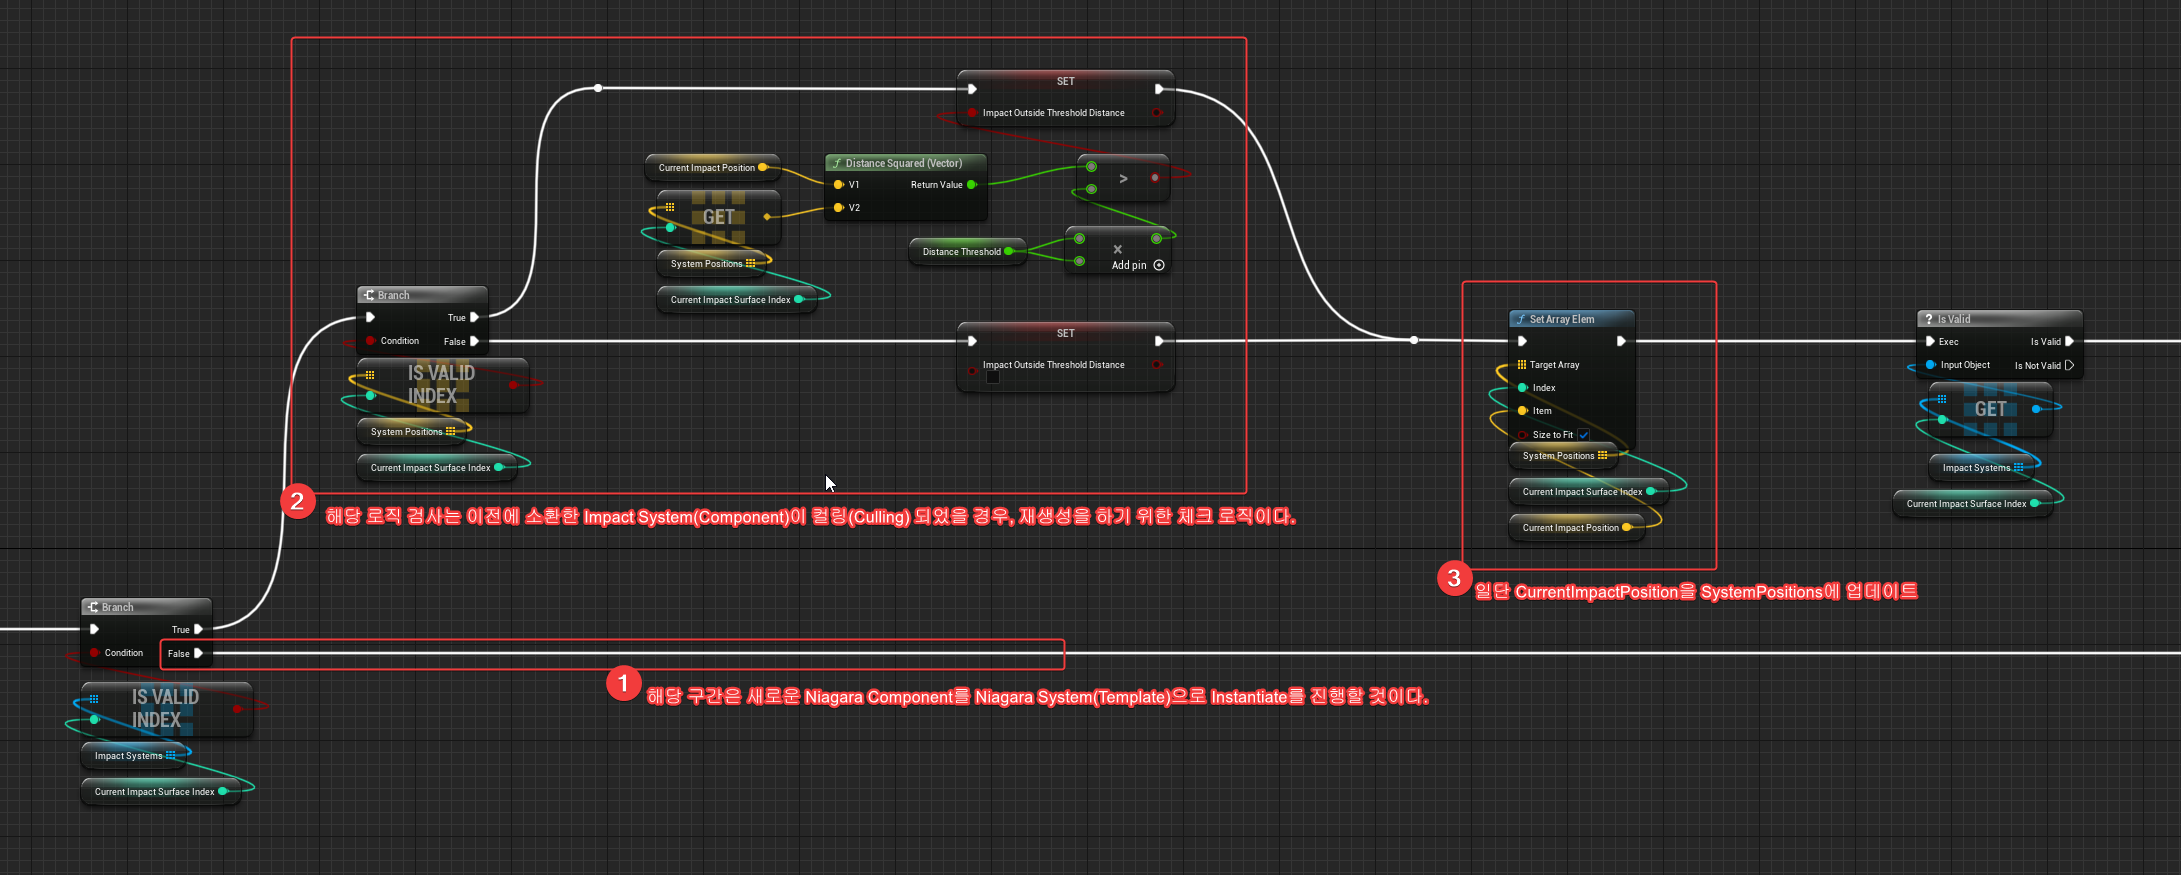 SET
Impact Outside Threshold Distance
Current Impact Position
Distance Squared (Vector)
V1
Return Value
V2
>
GET
System Positions
Distance Threshold
×
Add pin
Current Impact Surface Index
Branch
True
Condition
False
IS VALID
INDEX
System Positions
Current Impact Surface Index
SET
Impact Outside Threshold Distance
2
해당 로직 검사는 이전에 소환한 Impact System(Component)이 컬링(Culling) 되었을 경우, 재생성을 하기 위한 체크 로직이다.
Set Array Elem
Target Array
Index
Item
Size to Fit
System Positions
Current Impact Surface Index
Current Impact Position
3
일단 CurrentImpactPosition을 SystemPositions에 업데이트
? Is Valid
Exec
Is Valid
Input Object
Is Not Valid
GET
Impact Systems
Current Impact Surface Index
Branch
True
Condition
False
1
해당 구간은 새로운 Niagara Component를 Niagara System(Template)으로 Instantiate를 진행할 것이다.
IS VALID
INDEX
Impact Systems
Current Impact Surface Index